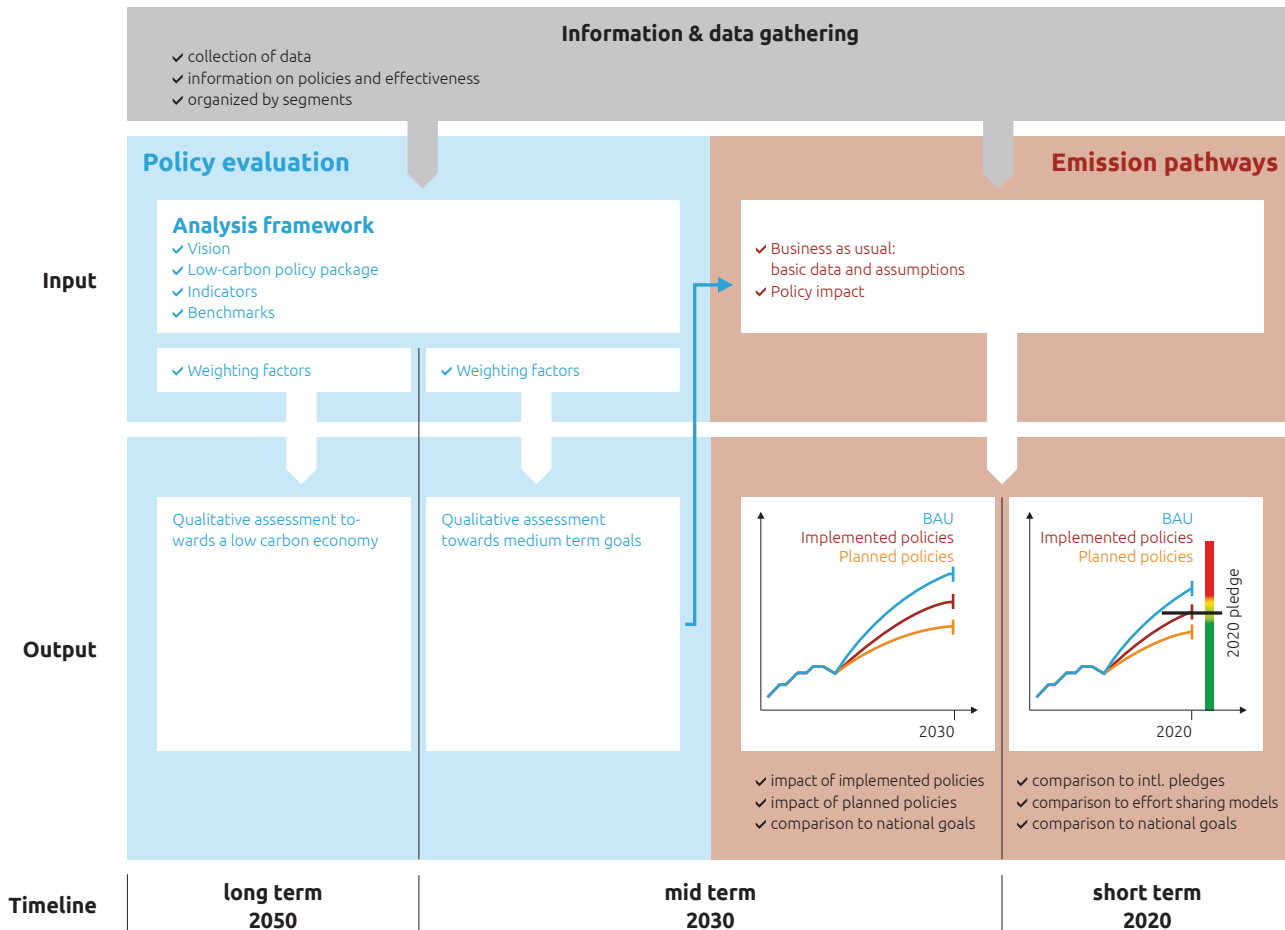 Information & data gathering
✓ collection of data
✓ information on policies and effectiveness
✓ organized by segments
Policy evaluation
Emission pathways
Input
Analysis framework
✓ Vision
✓ Low-carbon policy package
✓ Indicators
✓ Benchmarks
✓ Business as usual:
basic data and assumptions
✓ Policy impact
✓ Weighting factors
✓ Weighting factors
Output
Qualitative assessment to-
wards a low carbon economy
Qualitative assessment
towards medium term goals
BAU
Implemented policies
Planned policies
2030
BAU
Implemented policies
Planned policies
2020 pledge
2020
✓ impact of implemented policies
✓ impact of planned policies
✓ comparison to national goals
✓ comparison to intl. pledges
✓ comparison to effort sharing models
✓ comparison to national goals
Timeline
long term
2050
mid term
2030
short term
2020